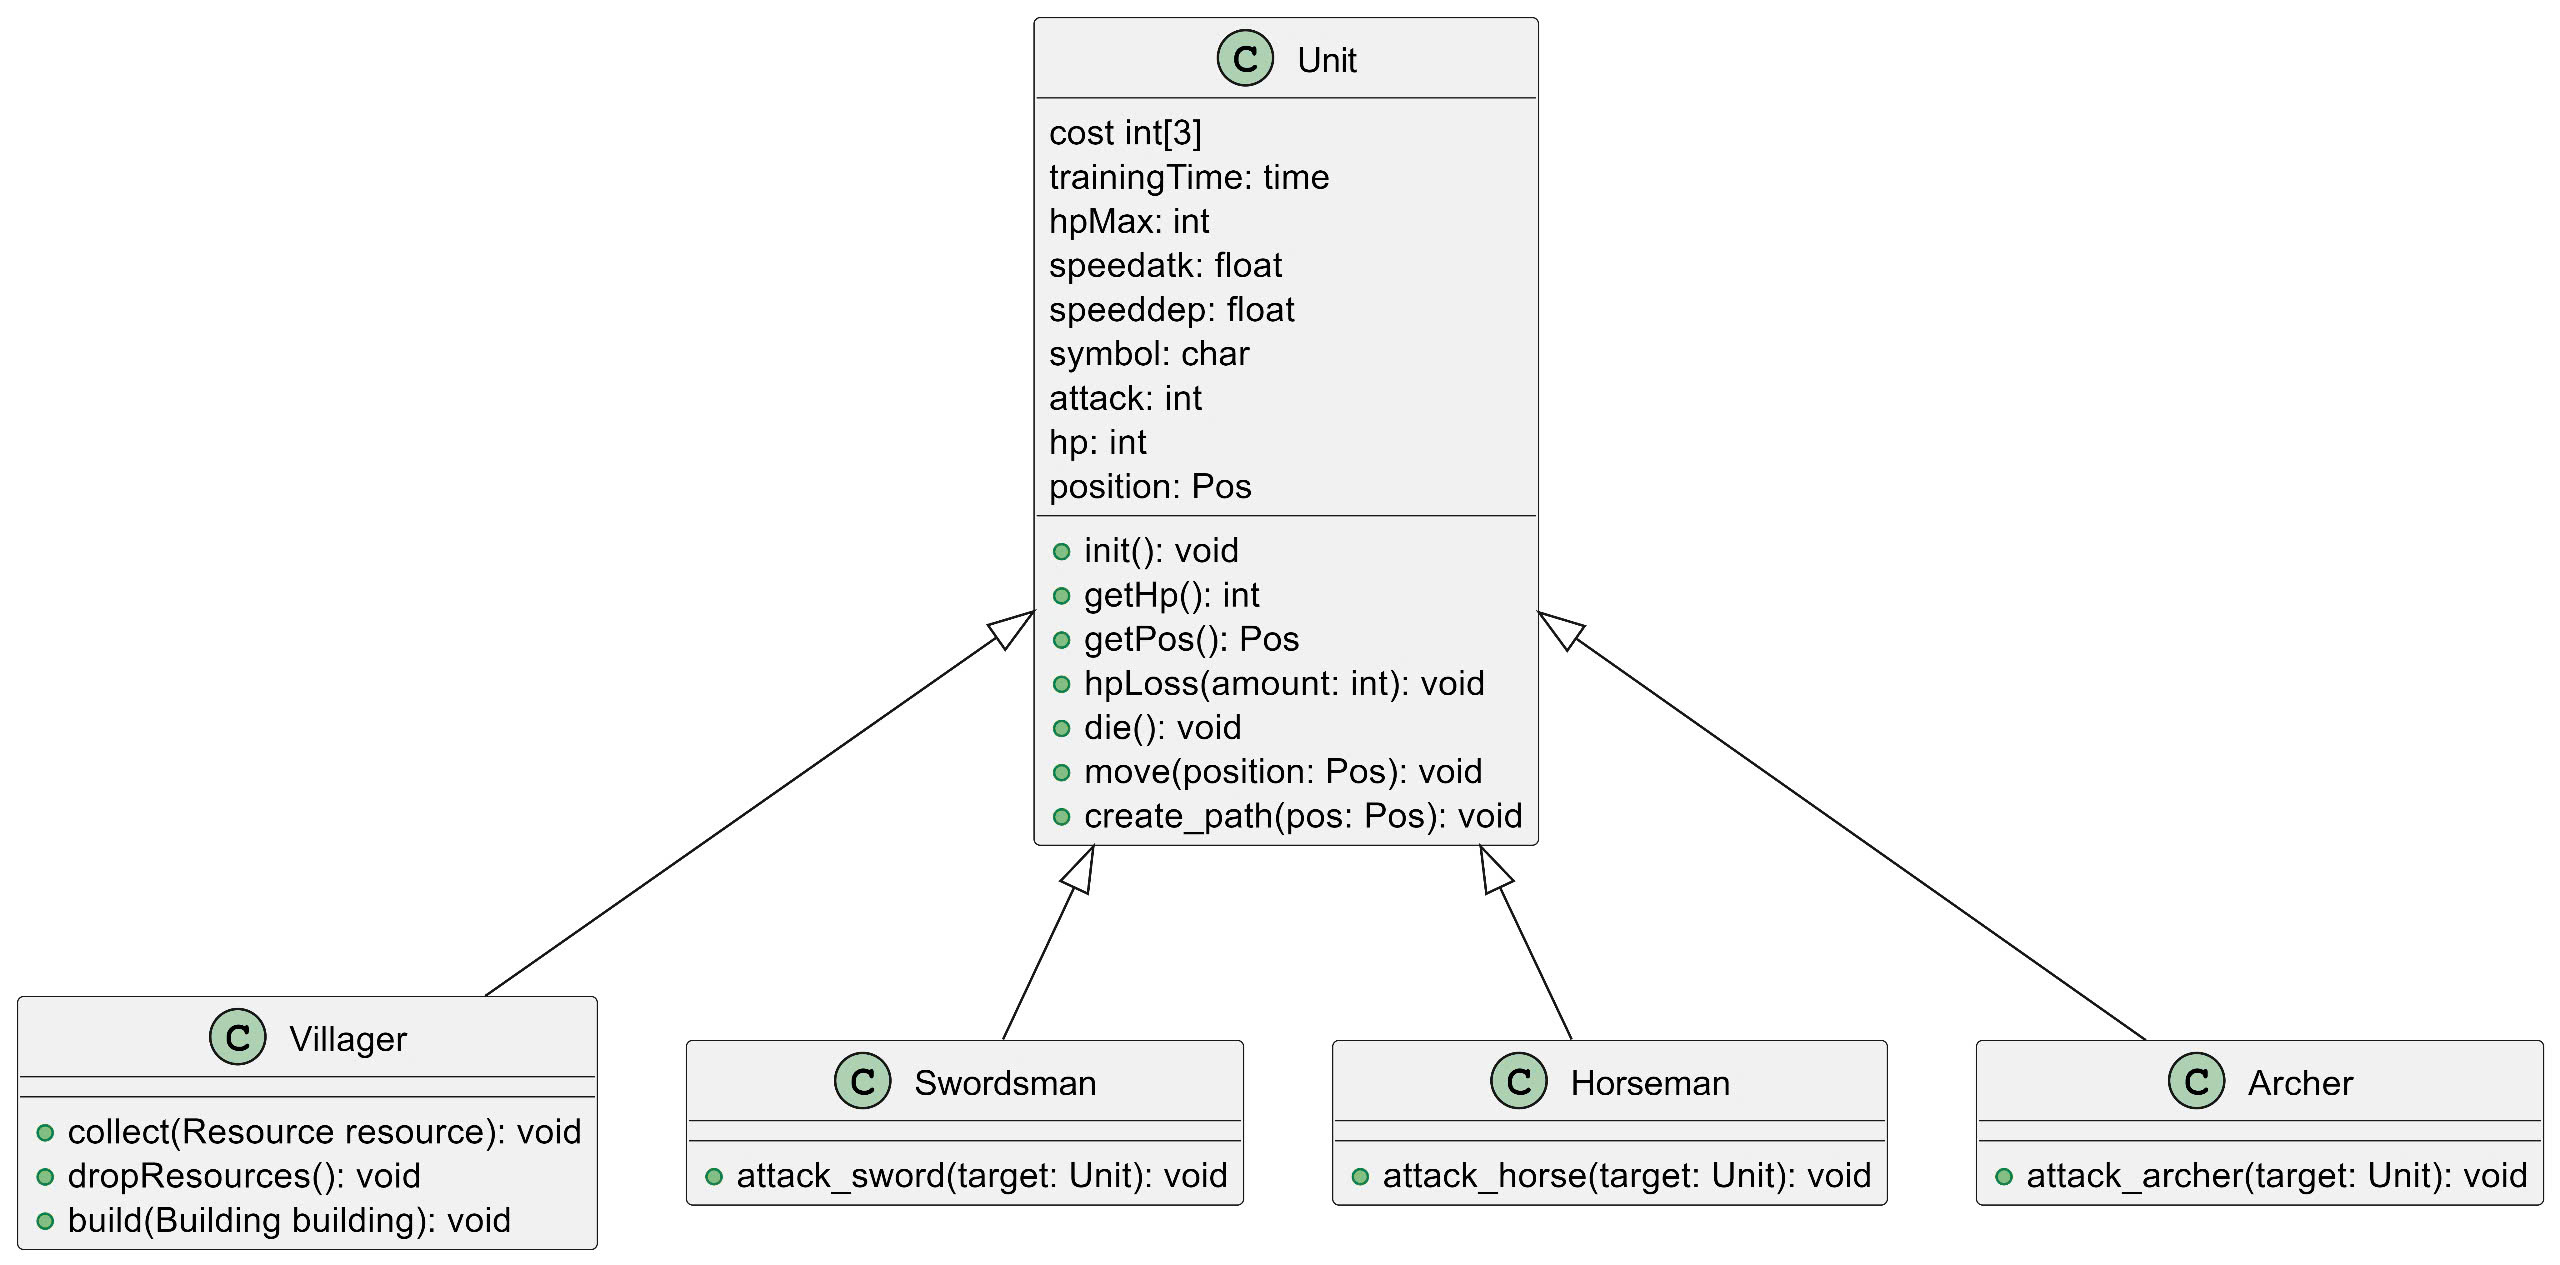 C Unit
cost int[3]
trainingTime: time
hpMax: int
speedatk: float
speeddep: float
symbol: char
attack: int
hp: int
position: Pos
init(): void
getHp(): int
getPos(): Pos
hpLoss(amount: int): void
die(): void
move(position: Pos): void
create_path(pos: Pos): void
C Villager
collect(Resource resource): void
dropResources(): void
build(Building building): void
C Swordsman
attack_sword(target: Unit): void
C Horseman
attack_horse(target: Unit): void
C Archer
attack_archer(target: Unit): void